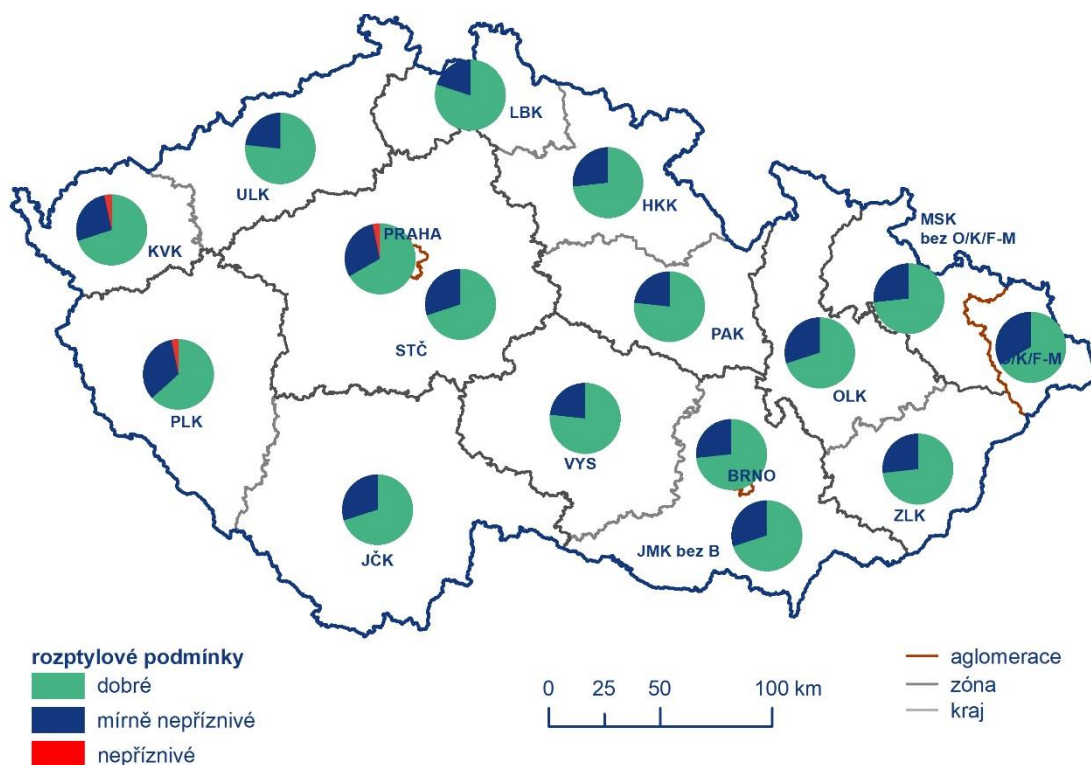 LBK
ULK
HKK
KVK
PRAHA
MSK
bez O/K/F-M
STČ
PAK
O/K/F-M
OLK
PLK
VYS
BRNO
ZLK
JČK
JMK bez B
rozptylové podmínky
dobré
mírně nepříznivé
nepříznivé
0 25 50 100 km
aglomerace
zóna
kraj